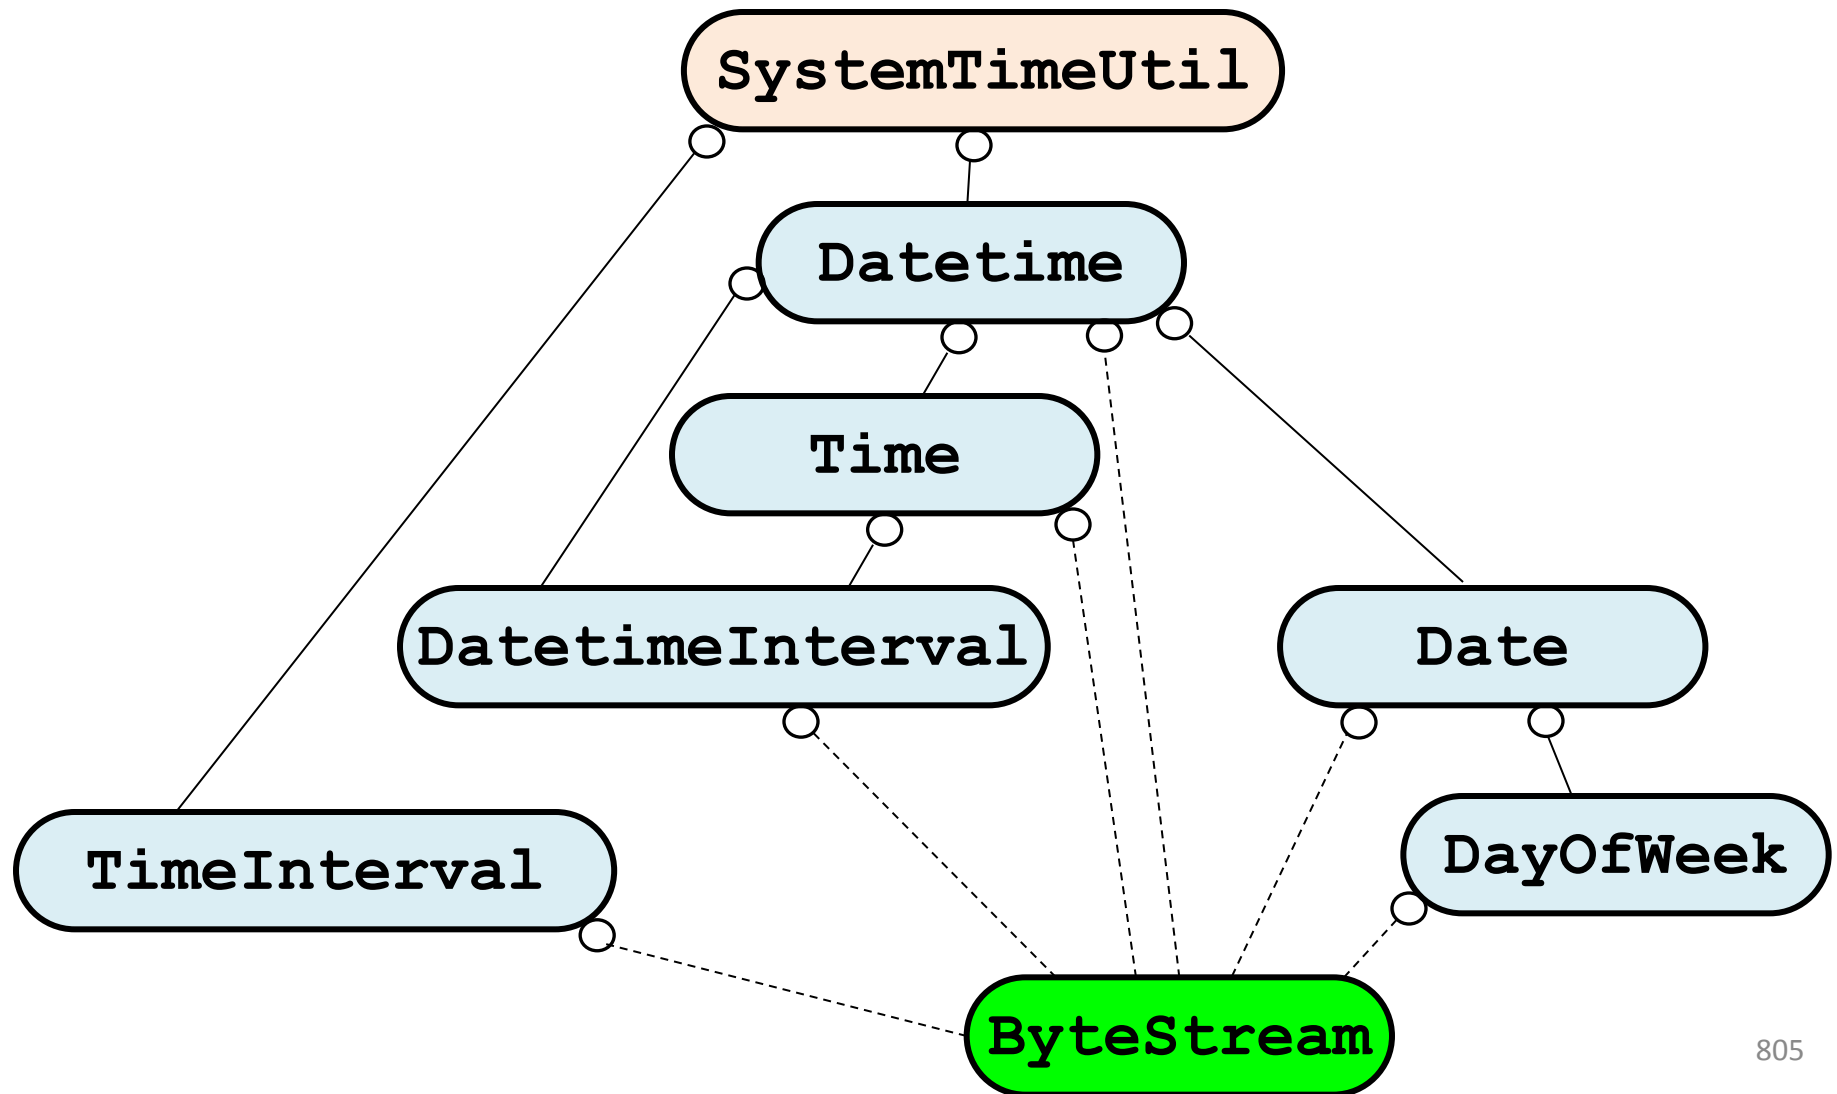 SystemTimeUtil
Datetime
Time
DatetimeInterval
Date
TimeInterval
DayOfWeek
ByteStream
805